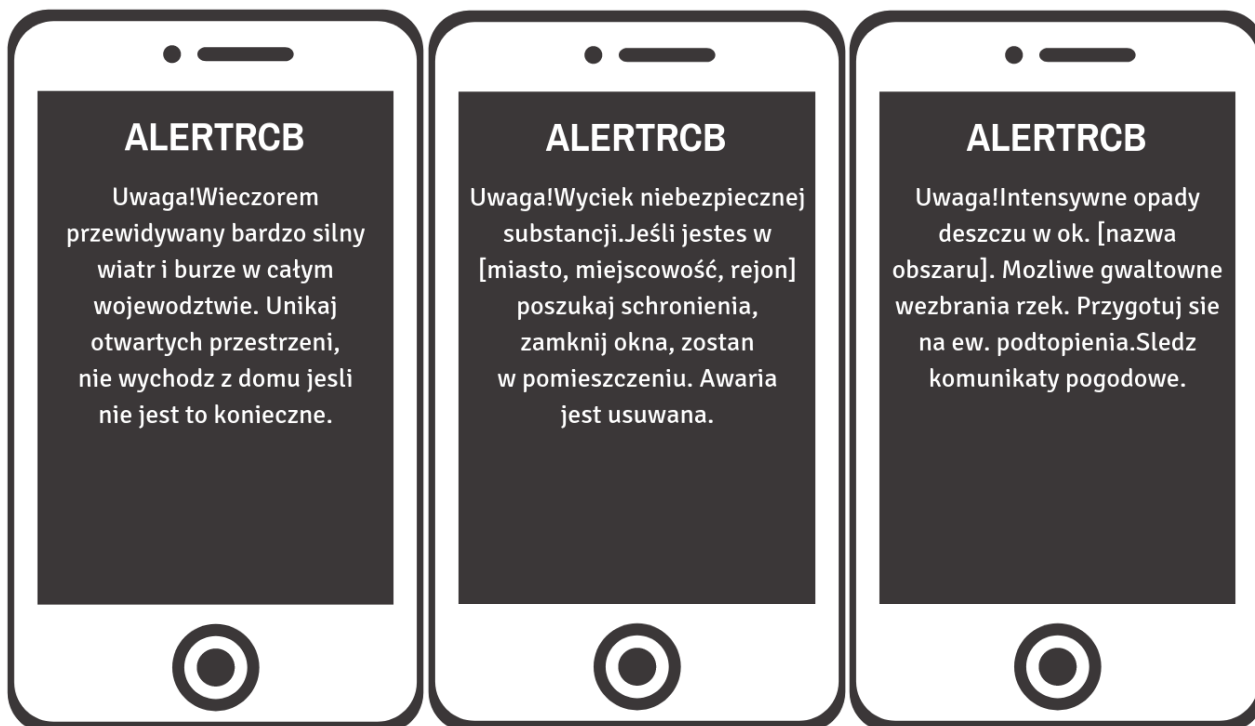 ALERTRCB
Uwaga!Wieczorem
przewidywany bardzo silny
wiatr i burze w całym
wojewodztwie. Unikaj
otwartych przestrzeni,
nie wychodz z domu jesli
nie jest to konieczne.
ALERTRCB
Uwaga!Wyciek niebezpiecznej
substancji.Jeśli jestes w
[miasto, miejscowość, rejon]
poszukaj schronienia,
zamknij okna, zostan
w pomieszczeniu. Awaria
jest usuwana.
ALERTRCB
Uwaga!Intensywne opady
deszczu w ok. [nazwa
obszaru]. Mozliwe gwaltowne
wezbrania rzek. Przygotuj sie
na ew. podtopienia.Sledz
komunikaty pogodowe.